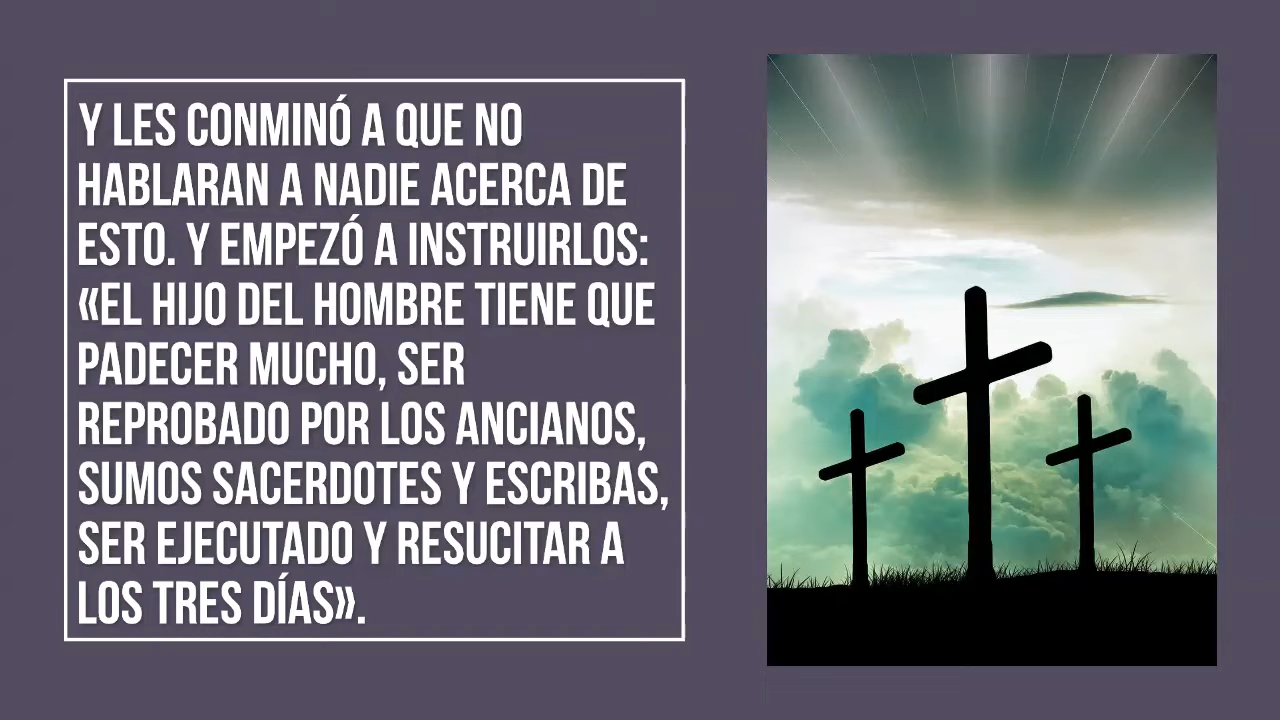 Y LES CONMINÓ A QUE NO
HABLARAN A NADIE ACERCA DE
ESTO. Y EMPEZÓ A INSTRUIRLOS:
«EL HIJO DEL HOMBRE TIENE QUE
PADECER MUCHO, SER
REPROBADO POR LOS ANCIANOS,
SUMOS SACERDOTES Y ESCRIBAS,
SER EJECUTADO Y RESUCITAR A
LOS TRES DÍAS».